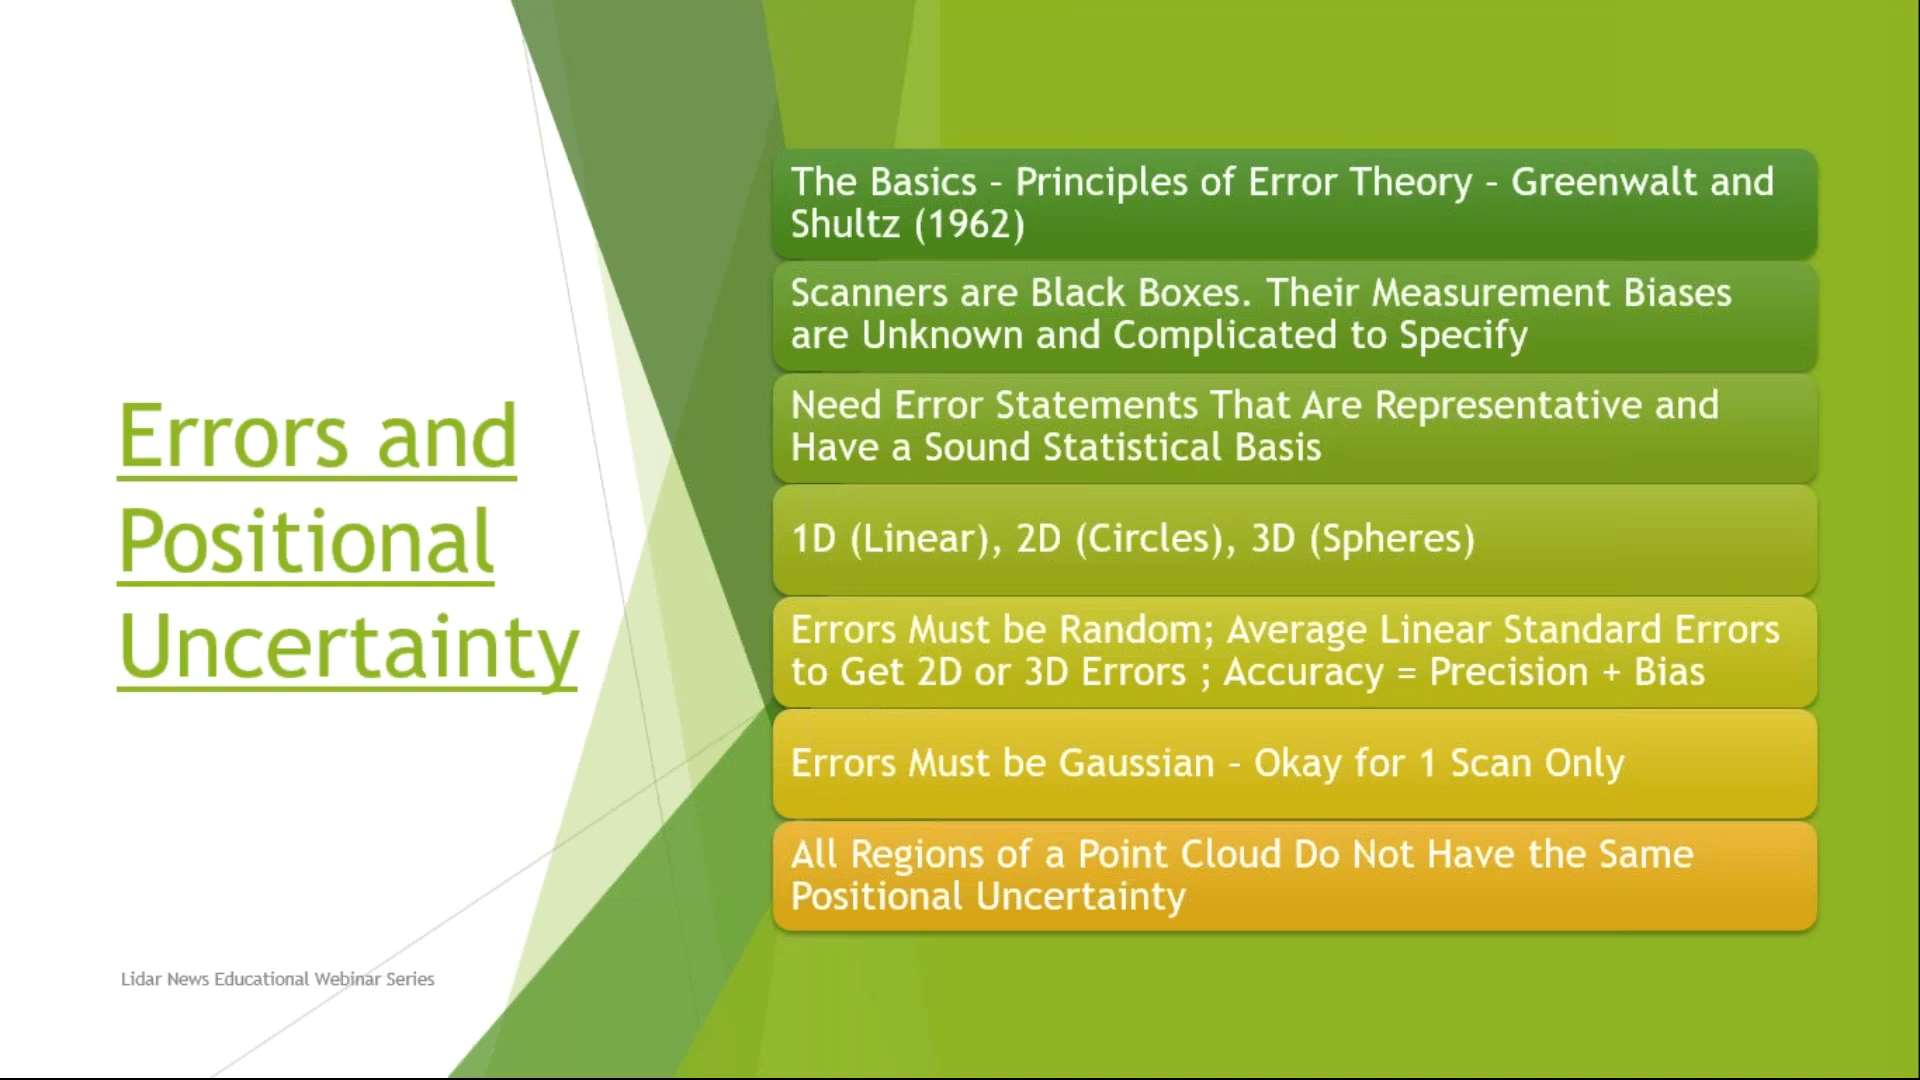 Errors and
Positional
Uncertainty
The Basics – Principles of Error Theory – Greenwalt and
Shultz (1962)
Scanners are Black Boxes. Their Measurement Biases
are Unknown and Complicated to Specify
Need Error Statements That Are Representative and
Have a Sound Statistical Basis
1D (Linear), 2D (Circles), 3D (Spheres)
Errors Must be Random; Average Linear Standard Errors
to Get 2D or 3D Errors ; Accuracy = Precision + Bias
Errors Must be Gaussian – Okay for 1 Scan Only
All Regions of a Point Cloud Do Not Have the Same
Positional Uncertainty
Lidar News Educational Webinar Series